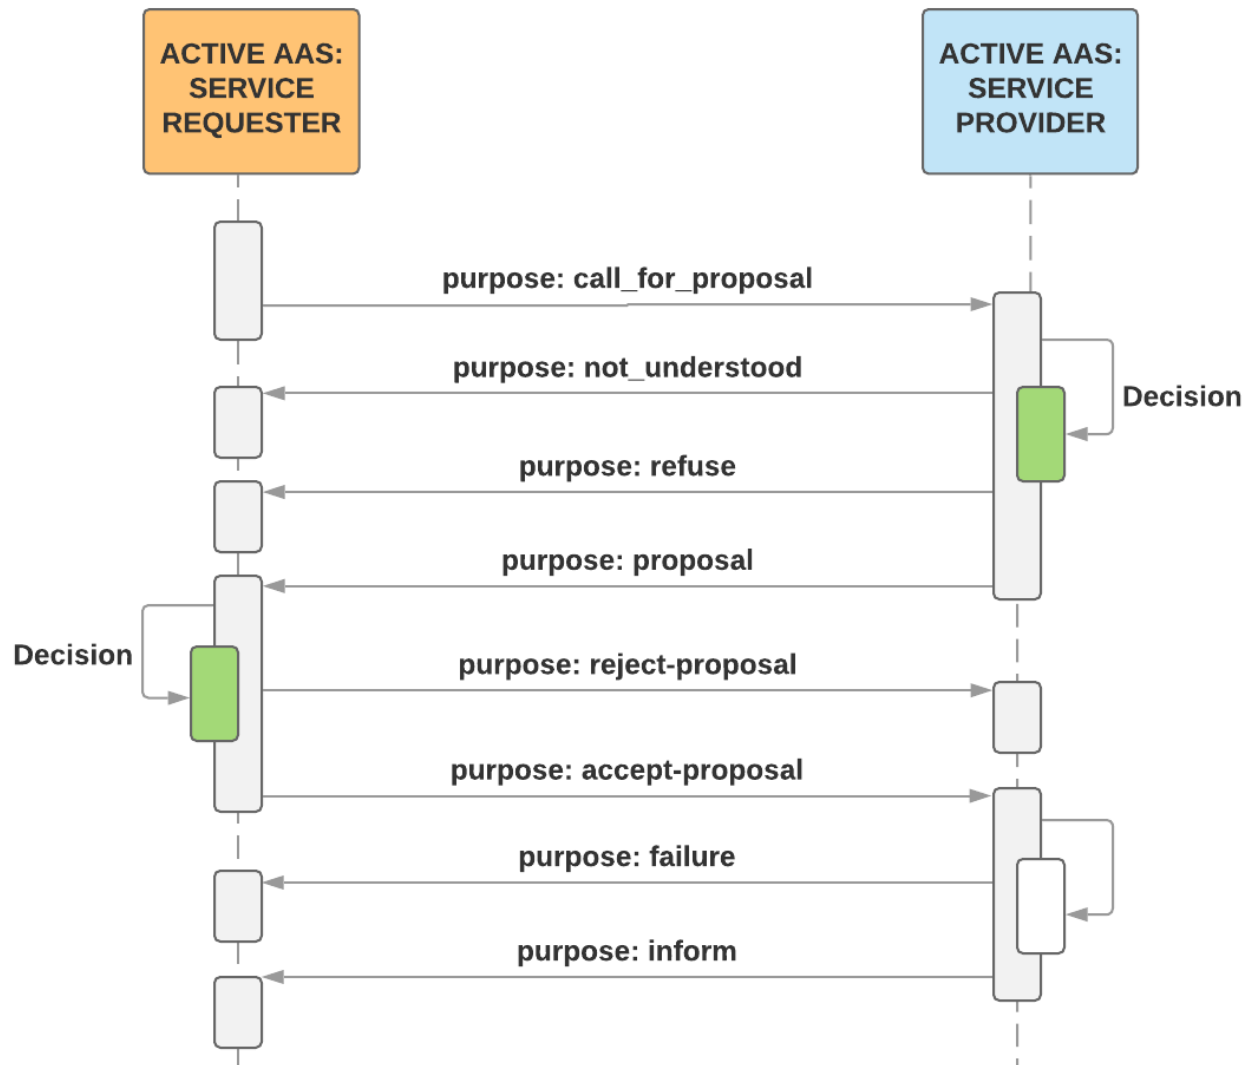 ACTIVE AAS:
SERVICE
REQUESTER
ACTIVE AAS:
SERVICE
PROVIDER
purpose: call_for_proposal
purpose: not_understood
Decision
purpose: refuse
purpose: proposal
Decision
purpose: reject-proposal
purpose: accept-proposal
purpose: failure
purpose: inform